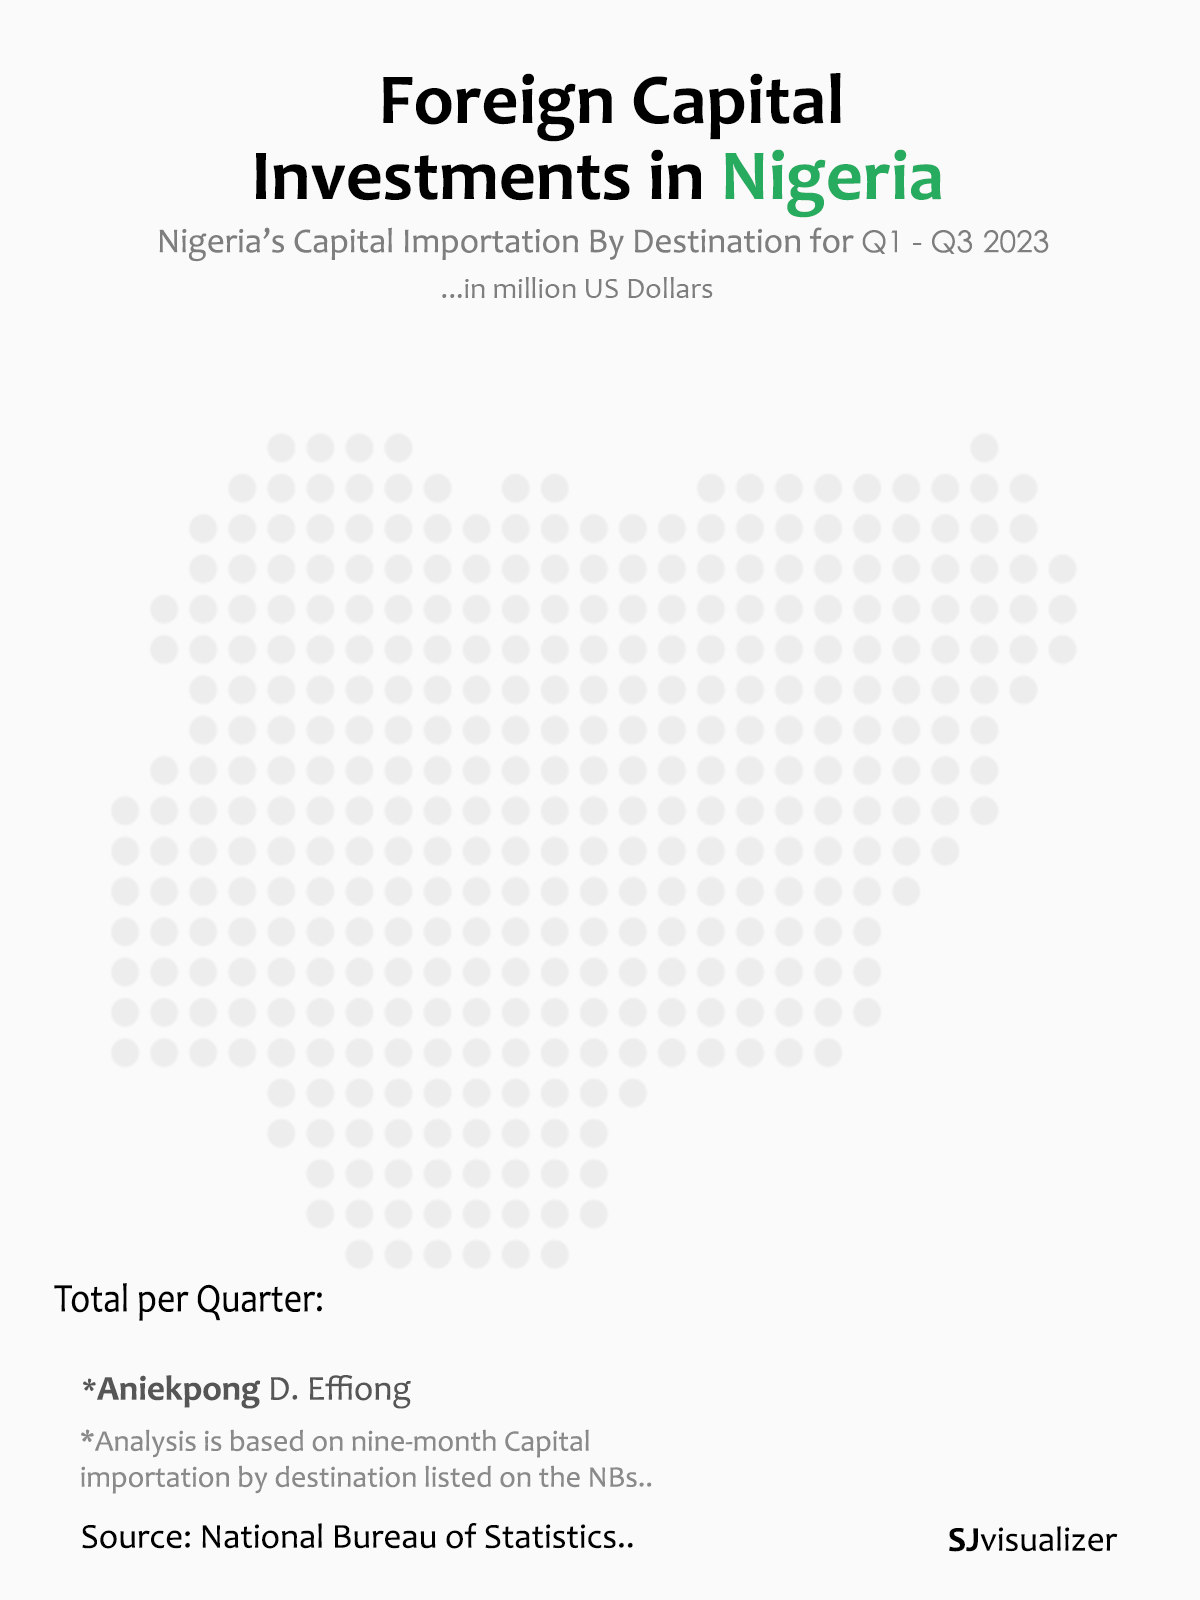 Foreign Capital
Investments in Nigeria
Nigeria’s Capital Importation By Destination for Q1 - Q3 2023
...in million US Dollars
Total per Quarter:
*Aniekpong D. Effiong
*Analysis is based on nine-month Capital
importation by destination listed on the NBs..
Source: National Bureau of Statistics..
SJvisualizer